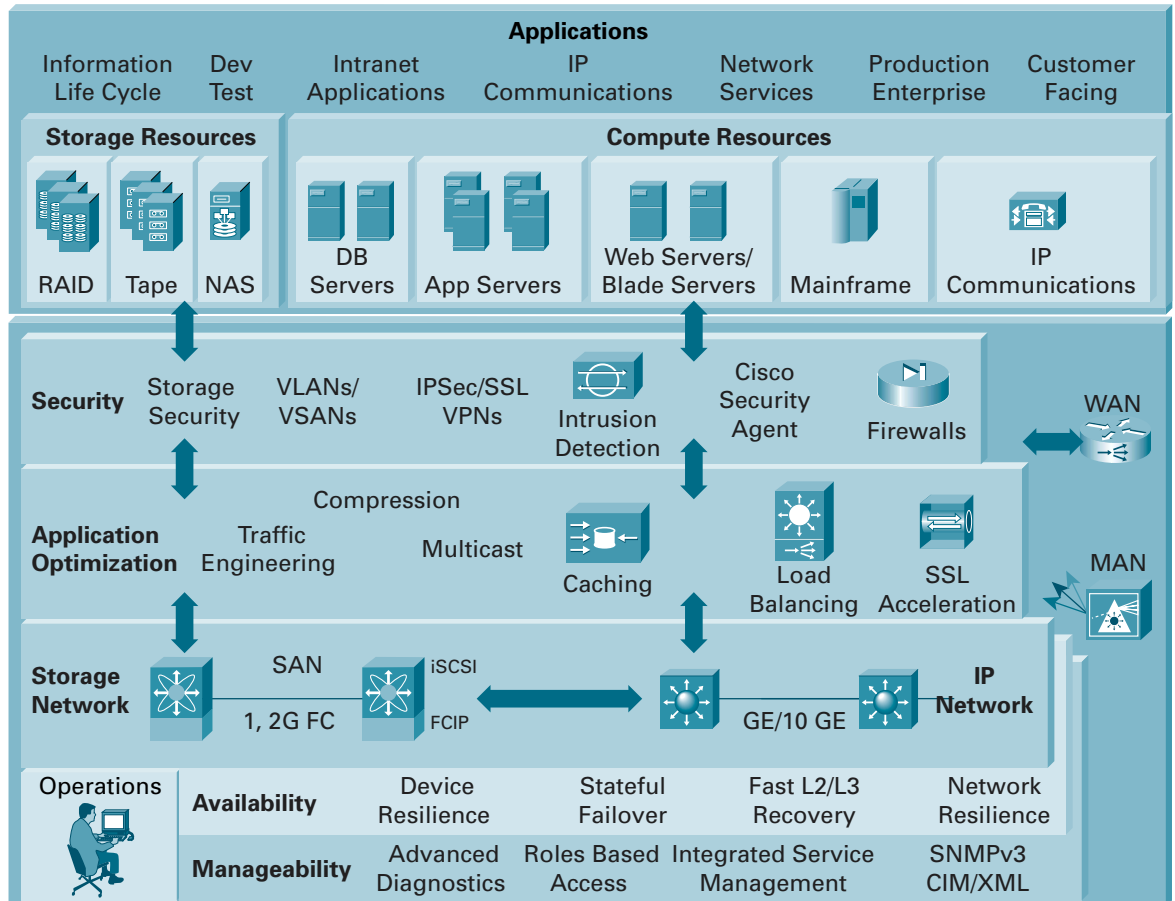 Applications
Information
Life Cycle
Dev
Test
Intranet
Applications
IP
Communications
Network
Services
Production
Enterprise
Customer
Facing
Storage Resources
Compute Resources
RAID
Tape
NAS
DB
Servers
App Servers
Web Servers/
Blade Servers
Mainframe
IP
Communications
Security
Storage
Security
VLANs/
VSANs
IPSec/SSL
VPNs
Intrusion
Detection
Cisco
Security
Agent
Firewalls
WAN
Application
Optimization
Compression
Traffic
Engineering
Multicast
Caching
Load
Balancing
SSL
Acceleration
MAN
Storage
Network
SAN
1, 2G FC
iSCSI
FCIP
GE/10 GE
IP
Network
Operations
Availability
Device
Resilience
Stateful
Failover
Fast L2/L3
Recovery
Network
Resilience
Manageability
Advanced
Diagnostics
Roles Based
Access
Integrated Service
Management
SNMPv3
CIM/XML